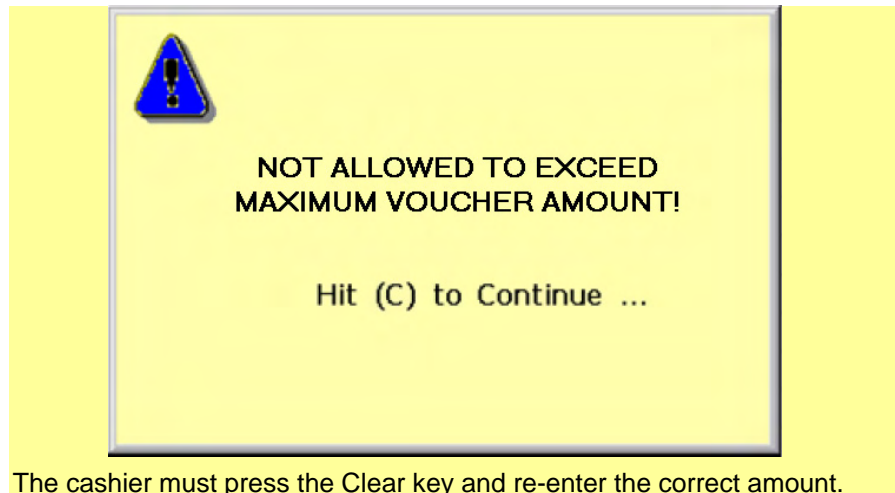 NOT ALLOWED TO EXCEED
MAXIMUM VOUCHER AMOUNT!
Hit (C) to Continue ...
The cashier must press the Clear key and re-enter the correct amount.